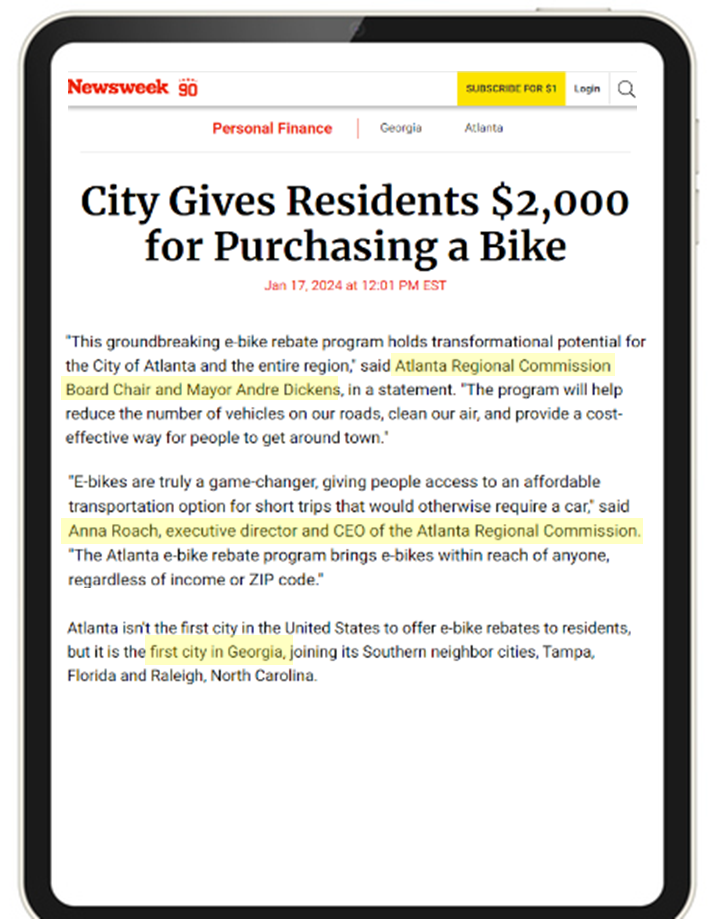 Newsweek 90 SUBSCRIBE FOR $1 Login
Personal Finance Georgia Atlanta
City Gives Residents $2,000
for Purchasing a Bike
Jan 17, 2024 at 12:01 PM EST
"This groundbreaking e-bike rebate program holds transformational potential for
the City of Atlanta and the entire region," said Atlanta Regional Commission
Board Chair and Mayor Andre Dickens, in a statement. "The program will help
reduce the number of vehicles on our roads, clean our air, and provide a cost-
effective way for people to get around town."
"E-bikes are truly a game-changer, giving people access to an affordable
transportation option for short trips that would otherwise require a car," said
Anna Roach, executive director and CEO of the Atlanta Regional Commission.
"The Atlanta e-bike rebate program brings e-bikes within reach of anyone,
regardless of income or ZIP code."
Atlanta isn't the first city in the United States to offer e-bike rebates to residents,
but it is the first city in Georgia, joining its Southern neighbor cities, Tampa,
Florida and Raleigh, North Carolina.